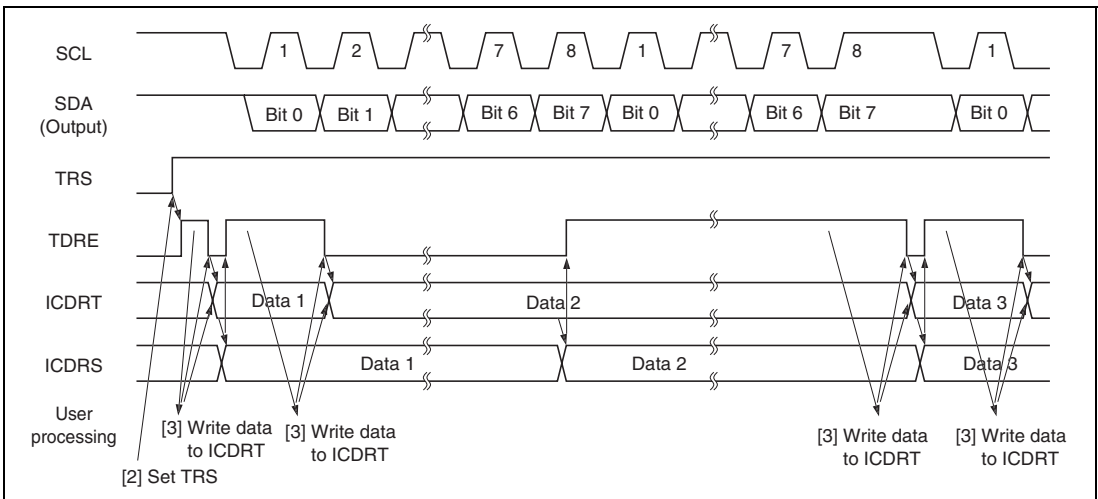 SCL 1 2 7 8 1 7 8 1
SDA
(Output) Bit 0 Bit 1 Bit 6 Bit 7 Bit 0 Bit 6 Bit 7 Bit 0
TRS
TDRE
ICDRT Data 1 Data 2 Data 3
ICDRS Data 1 Data 2 Data 3
User
processing
[3] Write data
to ICDRT
[3] Write data
to ICDRT
[3] Write data
to ICDRT
[3] Write data
to ICDRT
[2] Set TRS